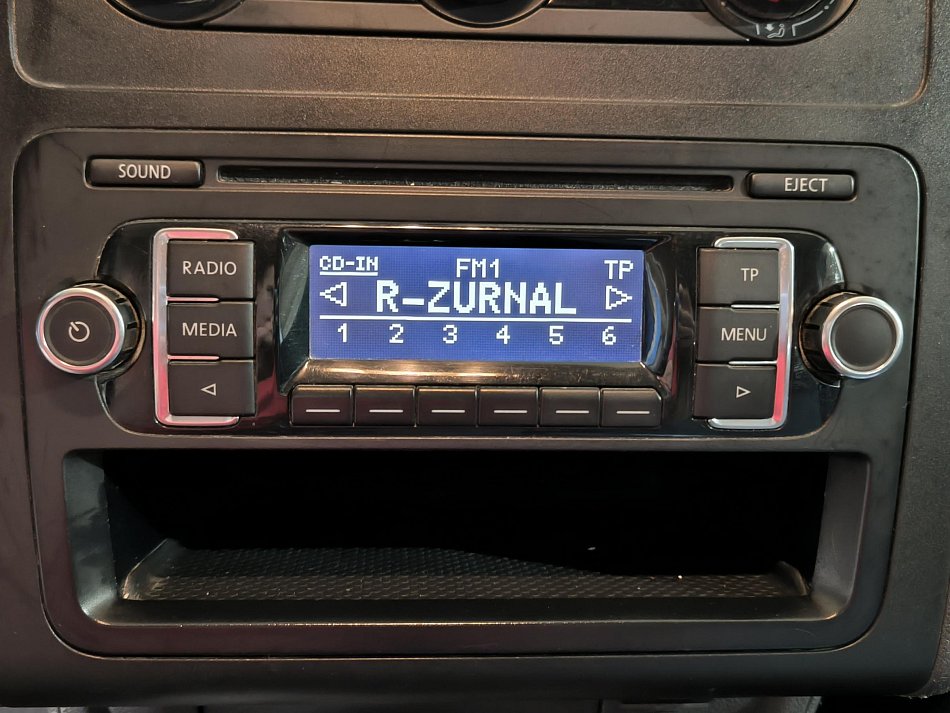 SOUND
EJECT
RADIO
MEDIA
CD-IN
FM1
TP
R-ZURNAL
1 2 3 4 5 6
TP
MENU